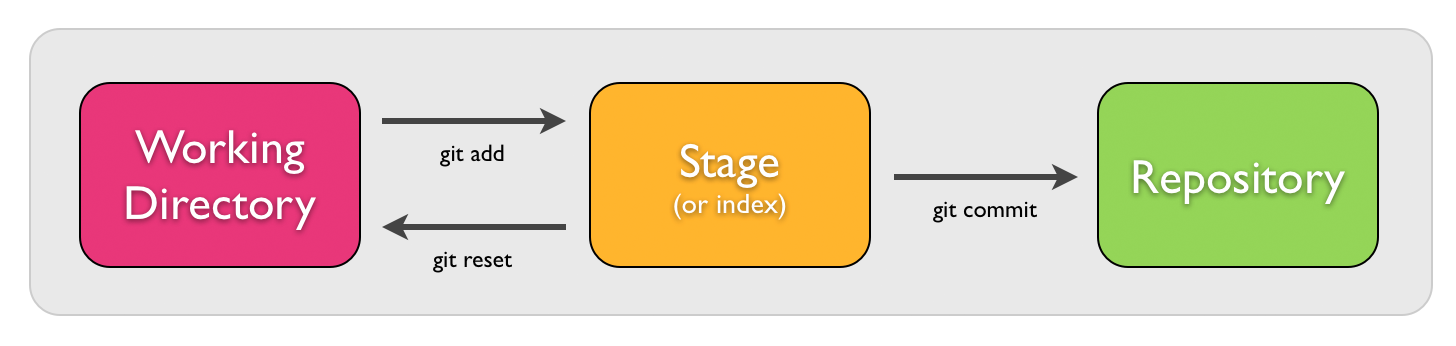 Working
Directory
git add
git reset
Stage
(or index)
git commit
Repository